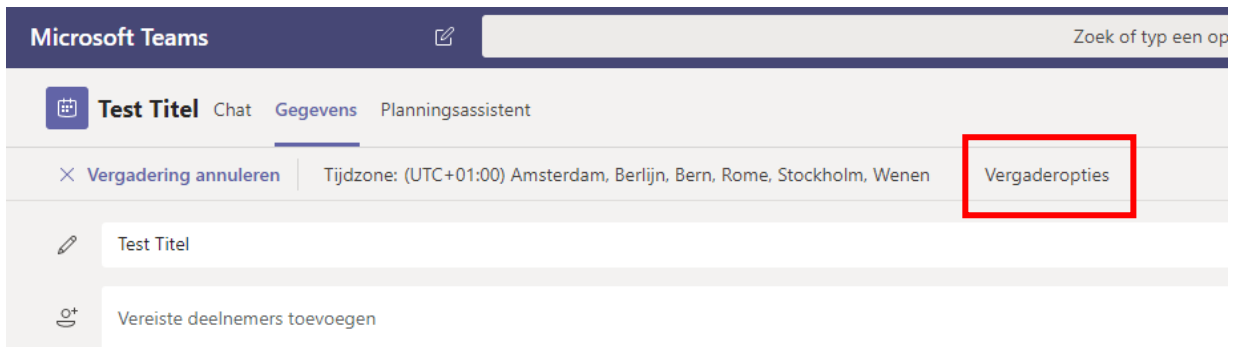 Microsoft Teams Zoek of typ een op
Test Titel Chat Gegevens Planningsassistent
Vergadering annuleren Tijdzone: (UTC+01:00) Amsterdam, Berlijn, Bern, Rome, Stockholm, Wenen Vergaderopties
Test Titel
Vereiste deelnemers toevoegen